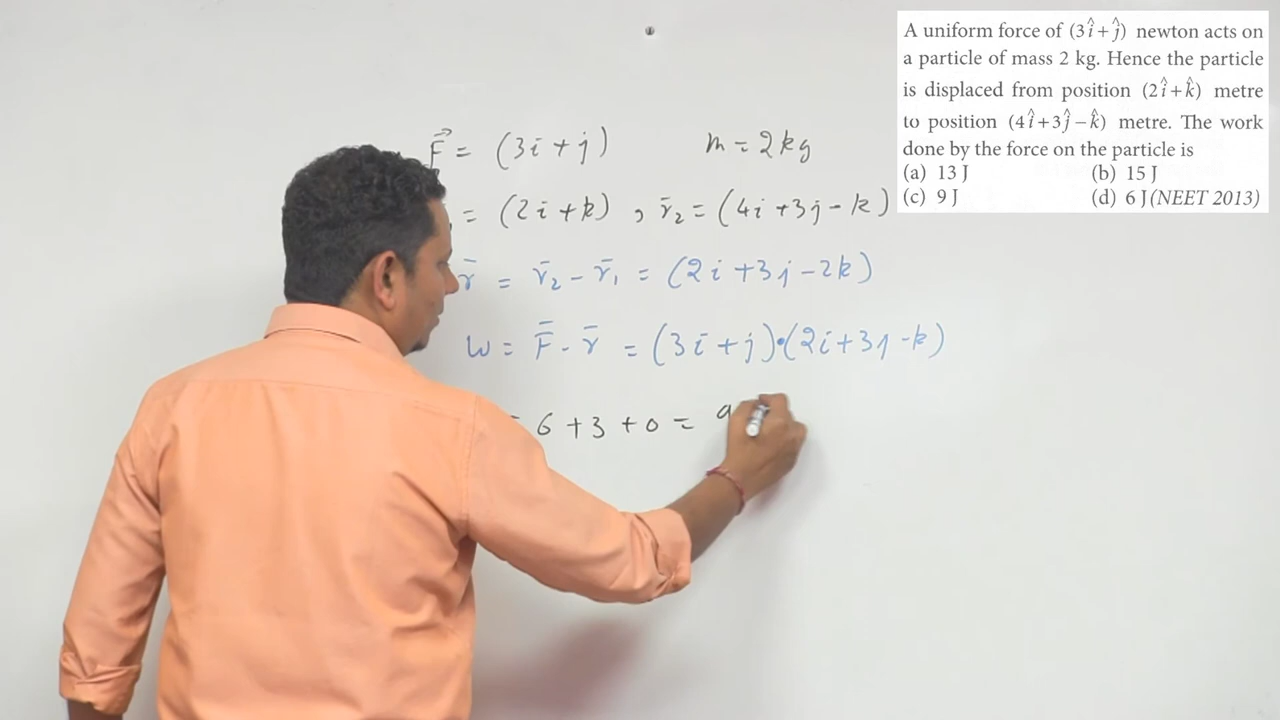 A uniform force of (3î+ĵ) newton acts on
a particle of mass 2 kg. Hence the particle
is displaced from position (2î+k̂) metre
to position (4î+3ĵ−k̂) metre. The work
done by the force on the particle is
(a) 13 J (b) 15 J
(c) 9 J (d) 6 J (NEET 2013)
F⃗ = (3i + j) m = 2kg
= (2i + k) , r̄₂ = (4i + 3j - k)
r̄ = r̄₂ - r̄₁ = (2i + 3j - 2k)
W = F̄ . r̄ = (3i + j)•(2i + 3j - k)
= 6 + 3 + 0 = 9